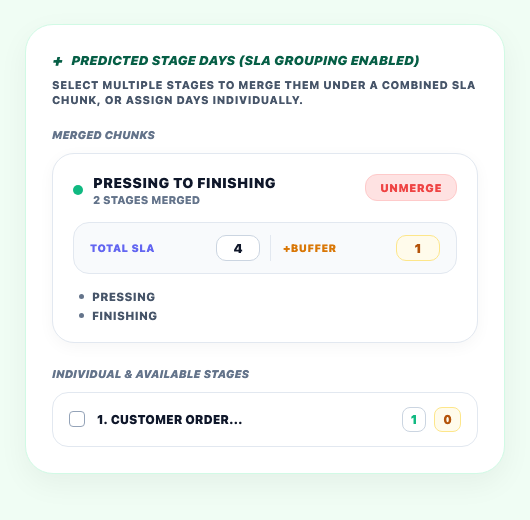 + PREDICTED STAGE DAYS (SLA GROUPING ENABLED)
SELECT MULTIPLE STAGES TO MERGE THEM UNDER A COMBINED SLA
CHUNK, OR ASSIGN DAYS INDIVIDUALLY.
MERGED CHUNKS
PRESSING TO FINISHING
2 STAGES MERGED
UNMERGE
TOTAL SLA 4 +BUFFER 1
PRESSING
FINISHING
INDIVIDUAL & AVAILABLE STAGES
1. CUSTOMER ORDER... 1 0